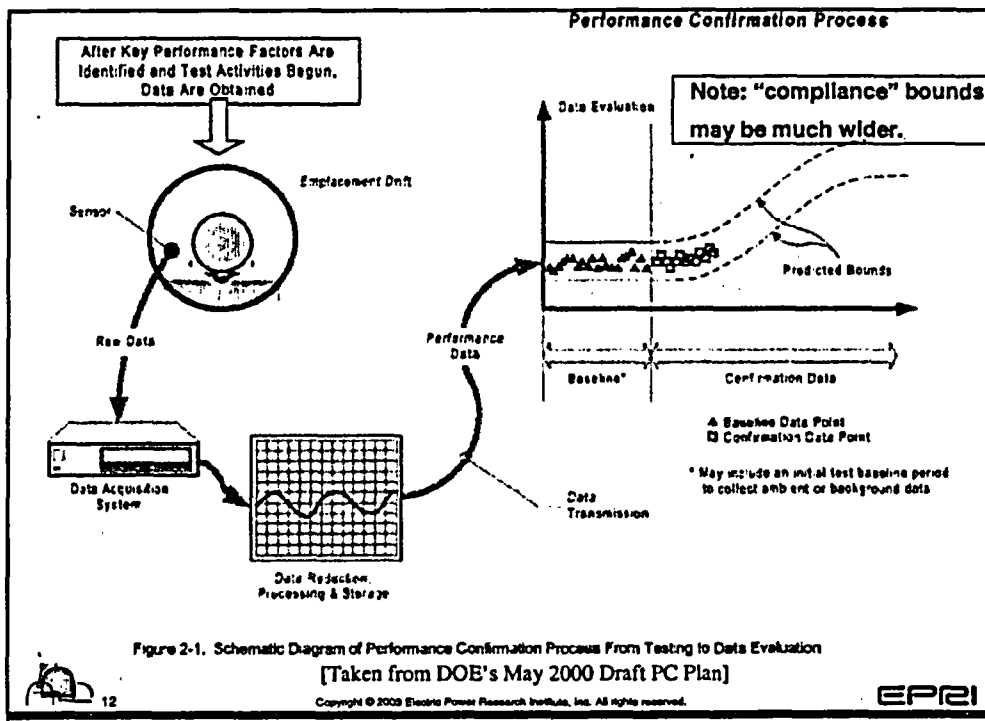 Performance Confirmation Process
After Key Performance Factors Are
Identified and Test Activities Begun,
Data Are Obtained
Data Evaluation
Note: “compliance” bounds
may be much wider.
Emplacement Drift
Sensor
Predicted Bounds
Raw Data
Performance
Data
Baseline*
Confirmation Data
▲ Baseline Data Point
□ Confirmation Data Point
* May include an initial test baseline period
to collect ambient or background data
Data Acquisition
System
Data
Transmission
Data Reduction,
Processing & Storage
Figure 2-1. Schematic Diagram of Performance Confirmation Process From Testing to Data Evaluation
[Taken from DOE's May 2000 Draft PC Plan]
12
Copyright © 2003 Electric Power Research Institute, Inc. All rights reserved.
EPRI